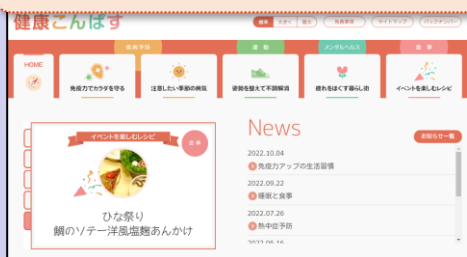 健康こんぱす
標準 大きく 最大
免責事項
サイトマップ
バックナンバー
疾病予防
運 動
メンタルヘルス
食 事
HOME
免疫力でカラダを守る
注意したい季節の病気
姿勢を整えて不調解消
疲れをほぐす暮らし術
イベントを楽しむレシピ
イベントを楽しむレシピ
食事
ひな祭り
鯛のソテー洋風塩麹あんかけ
News
お知らせ一覧
2022.10.04
免疫力アップの生活習慣
2022.09.22
睡眠と食事
2022.07.26
熱中症予防
2022.06.16